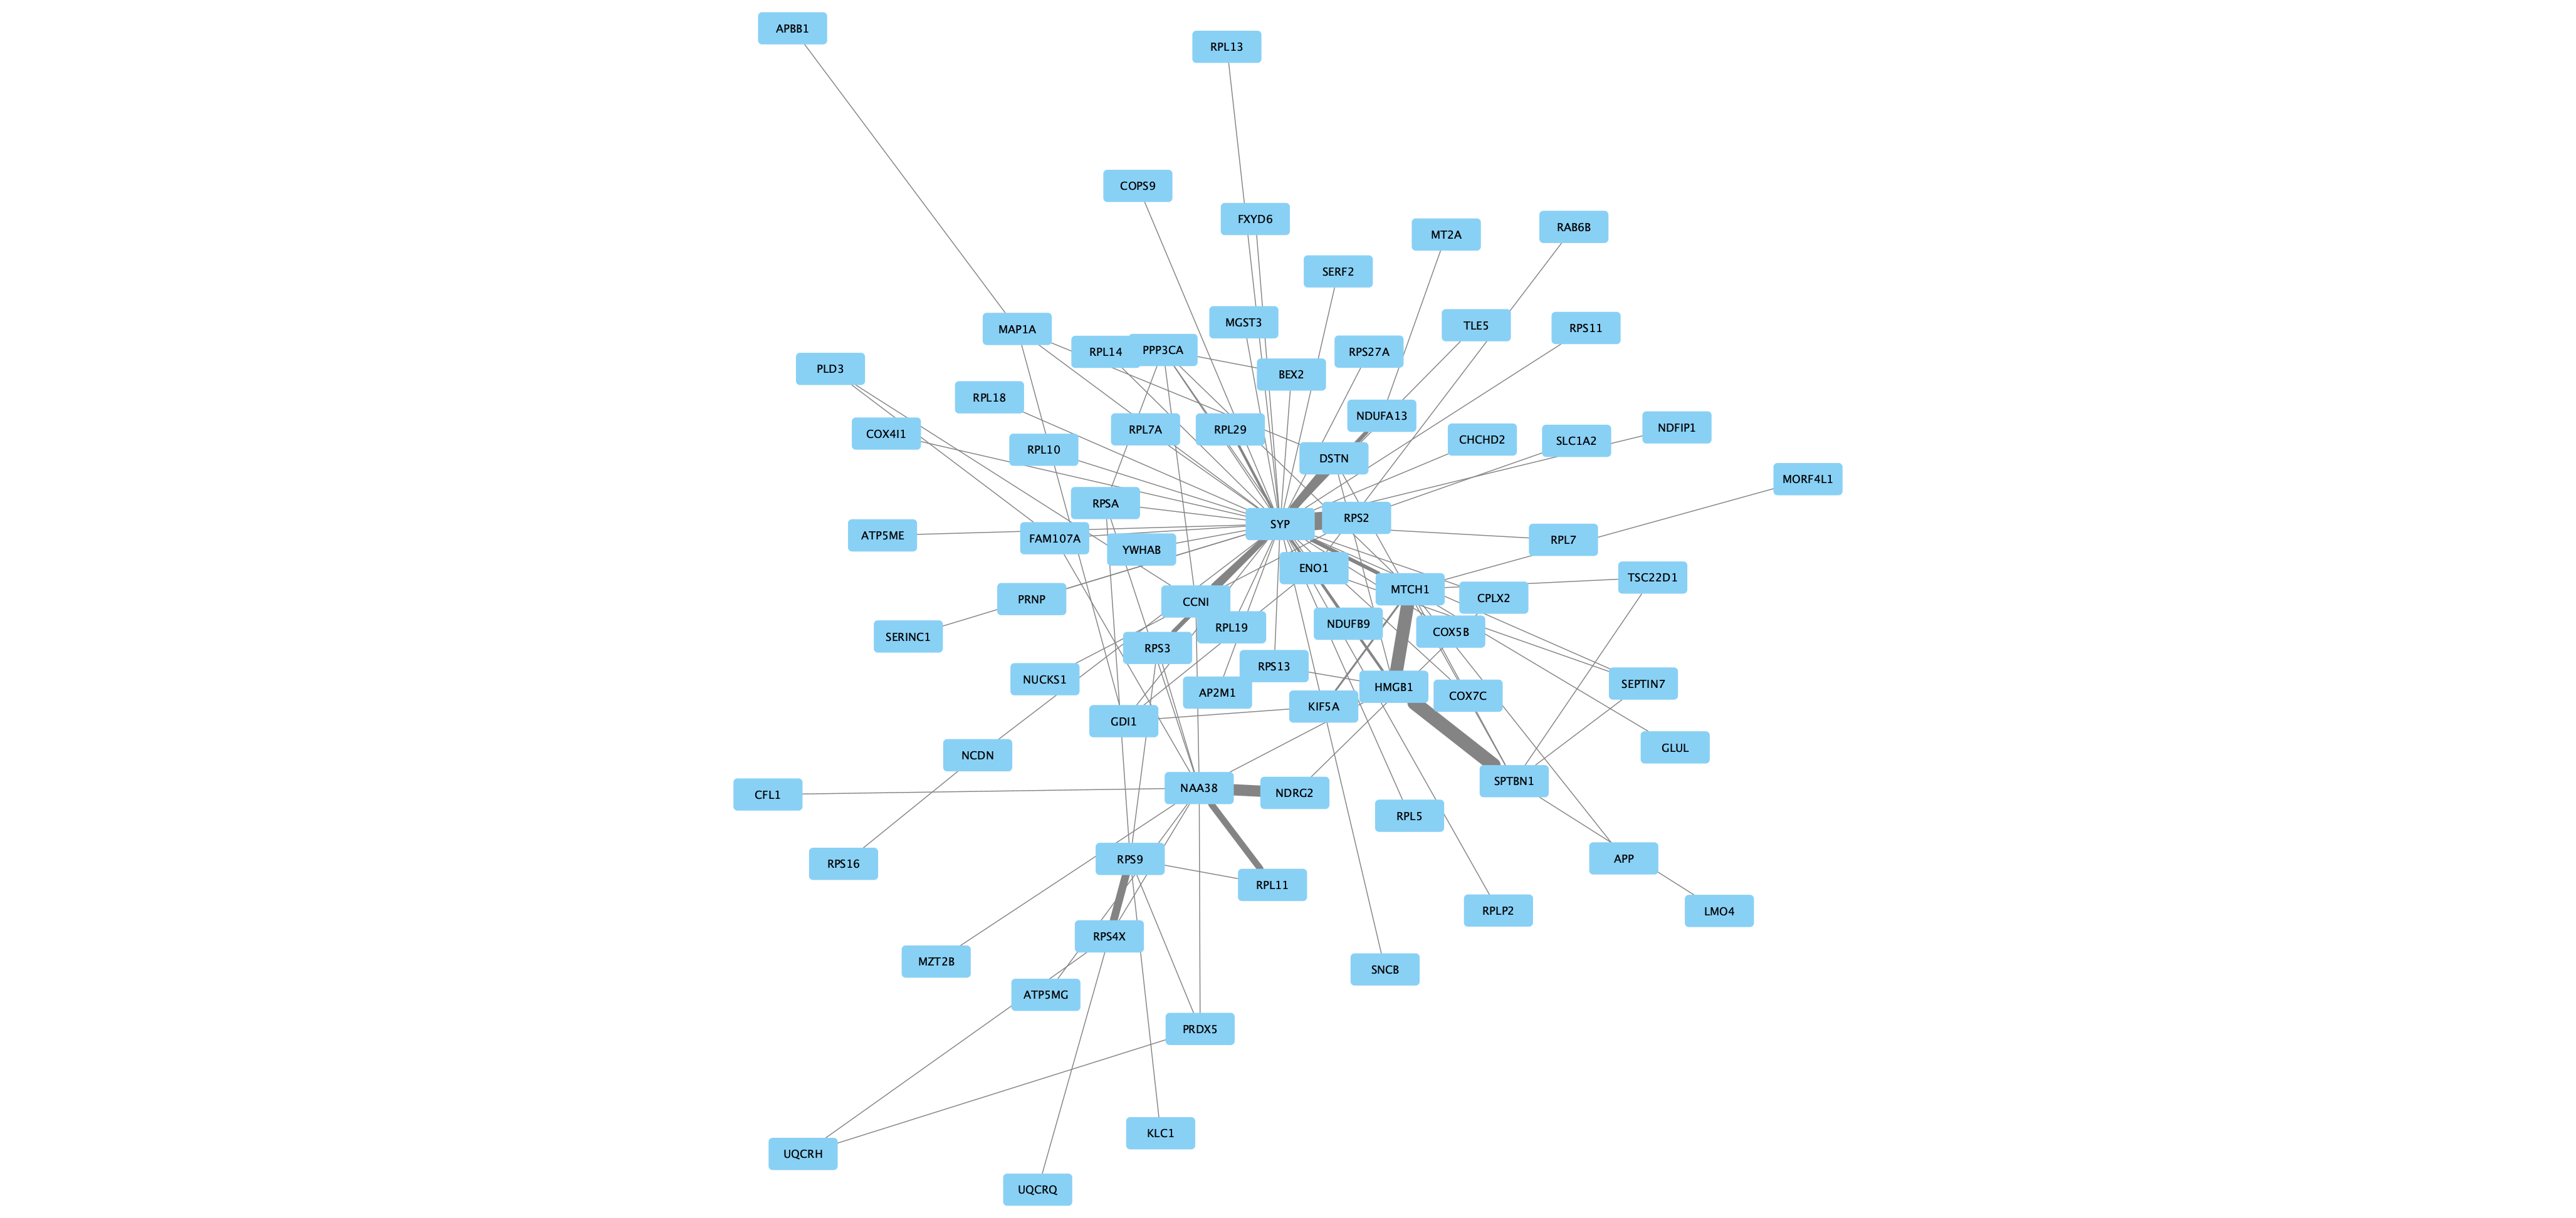 APBB1
RPL13
COPS9
FXYD6
RAB6B
MT2A
SERF2
MGST3
TLE5
RPS11
MAP1A
RPL14
PPP3CA
RPS27A
PLD3
BEX2
RPL18
NDUFA13
NDFIP1
COX4I1
RPL7A
RPL29
CHCHD2
SLC1A2
RPL10
DSTN
MORF4L1
RPSA
SYP
RPS2
ATP5ME
FAM107A
RPL7
YWHAB
ENO1
TSC22D1
MTCH1
PRNP
CCNI
CPLX2
SERINC1
RPL19
NDUFB9
COX5B
RPS3
RPS13
NUCKS1
SEPTIN7
AP2M1
HMGB1
COX7C
KIF5A
GDI1
GLUL
NCDN
SPTBN1
CFL1
NAA38
NDRG2
RPL5
RPS16
RPS9
APP
RPL11
RPLP2
LMO4
RPS4X
MZT2B
SNCB
ATP5MG
PRDX5
KLC1
UQCRH
UQCRQ